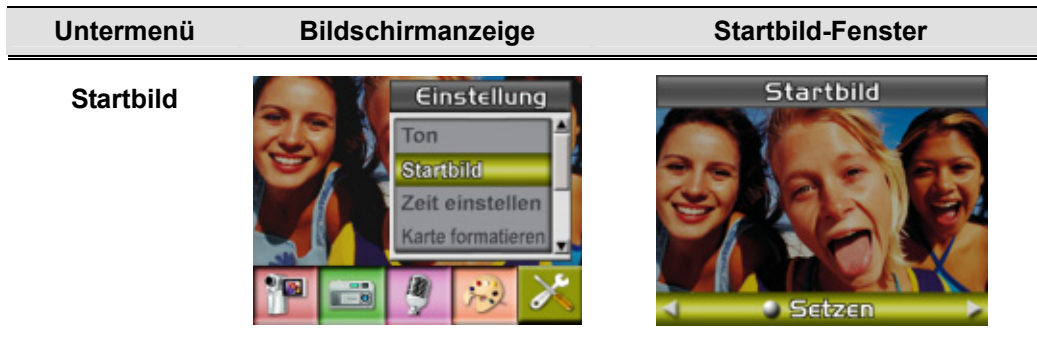 Untermenü Bildschirmanzeige Startbild-Fenster
Startbild
Einstellung
Ton
Startbild
Zeit einstellen
Karte formatieren
Startbild
Setzen